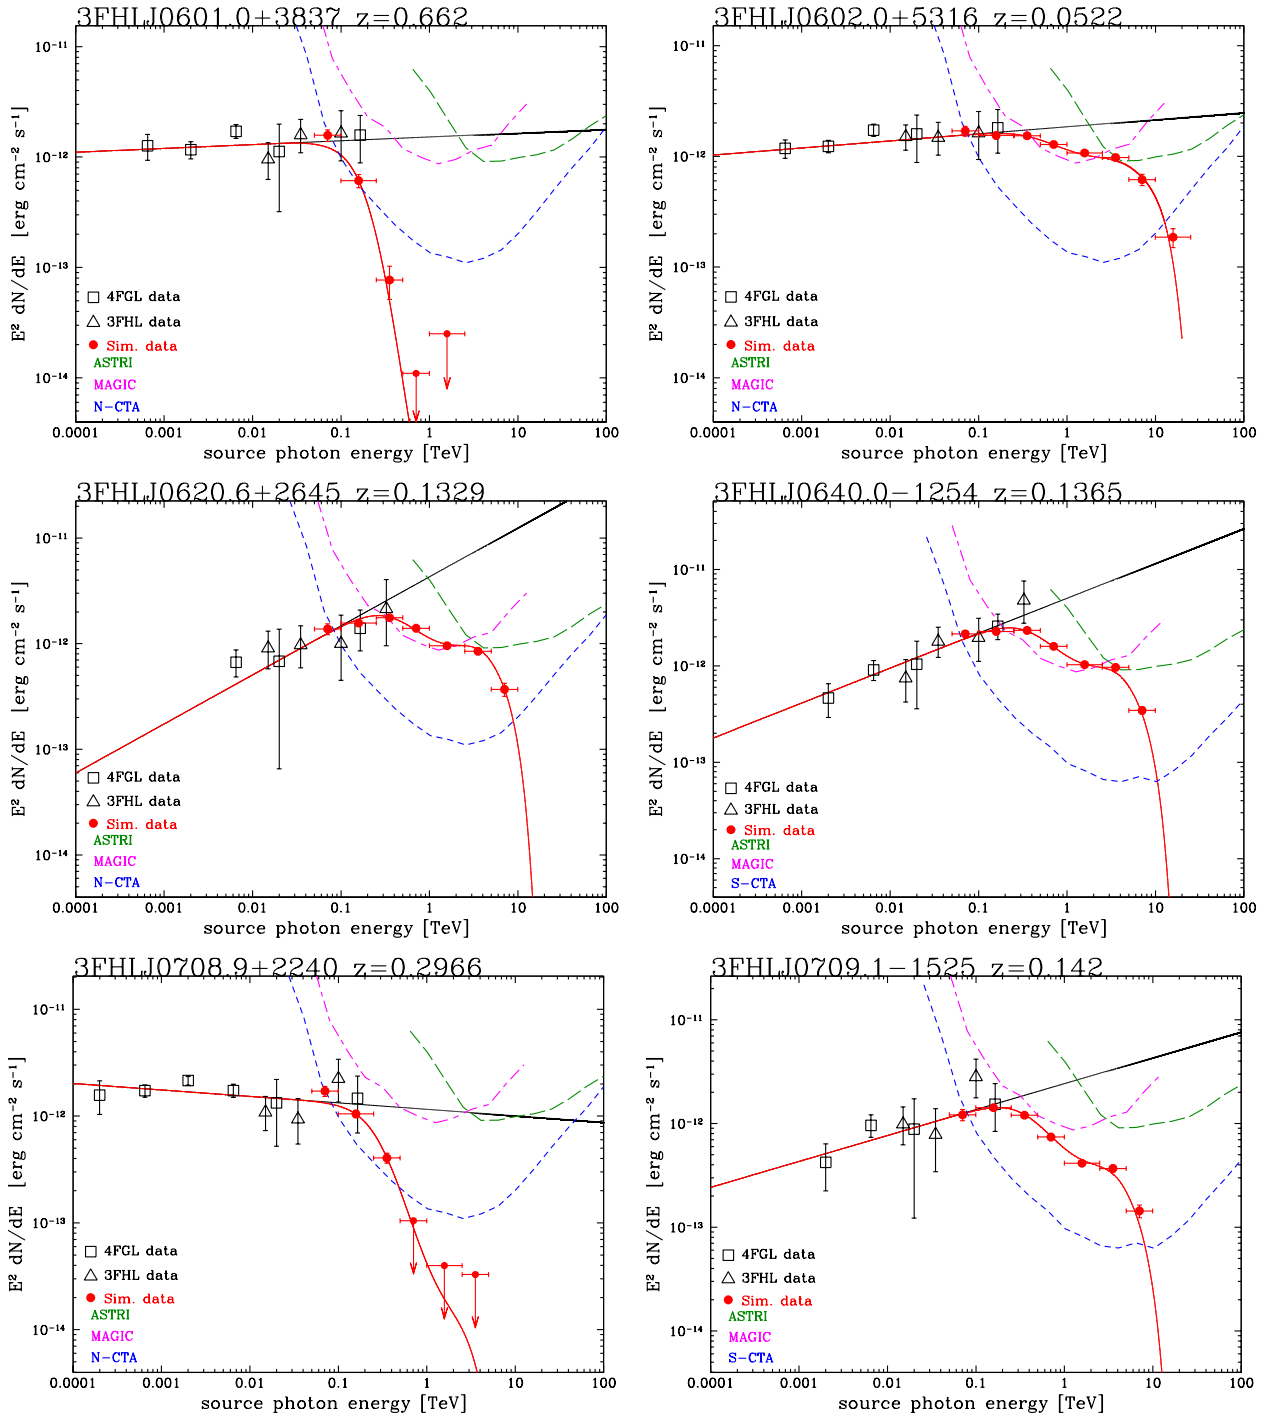 3FHLJ0601.0+3837 z=0.662
E² dN/dE [erg cm⁻² s⁻¹]
10⁻¹¹
10⁻¹²
10⁻¹³
10⁻¹⁴
4FGL data
3FHL data
Sim. data
ASTRI
MAGIC
N-CTA
0.0001 0.001 0.01 0.1 1 10 100
source photon energy [TeV]
3FHLJ0602.0+5316 z=0.0522
E² dN/dE [erg cm⁻² s⁻¹]
10⁻¹¹
10⁻¹²
10⁻¹³
10⁻¹⁴
4FGL data
3FHL data
Sim. data
ASTRI
MAGIC
N-CTA
0.0001 0.001 0.01 0.1 1 10 100
source photon energy [TeV]
3FHLJ0620.6+2645 z=0.1329
E² dN/dE [erg cm⁻² s⁻¹]
10⁻¹¹
10⁻¹²
10⁻¹³
10⁻¹⁴
4FGL data
3FHL data
Sim. data
ASTRI
MAGIC
N-CTA
0.0001 0.001 0.01 0.1 1 10 100
source photon energy [TeV]
3FHLJ0640.0-1254 z=0.1365
E² dN/dE [erg cm⁻² s⁻¹]
10⁻¹¹
10⁻¹²
10⁻¹³
10⁻¹⁴
4FGL data
3FHL data
Sim. data
ASTRI
MAGIC
S-CTA
0.0001 0.001 0.01 0.1 1 10 100
source photon energy [TeV]
3FHLJ0708.9+2240 z=0.2966
E² dN/dE [erg cm⁻² s⁻¹]
10⁻¹¹
10⁻¹²
10⁻¹³
10⁻¹⁴
4FGL data
3FHL data
Sim. data
ASTRI
MAGIC
N-CTA
0.0001 0.001 0.01 0.1 1 10 100
source photon energy [TeV]
3FHLJ0709.1-1525 z=0.142
E² dN/dE [erg cm⁻² s⁻¹]
10⁻¹¹
10⁻¹²
10⁻¹³
10⁻¹⁴
4FGL data
3FHL data
Sim. data
ASTRI
MAGIC
S-CTA
0.0001 0.001 0.01 0.1 1 10 100
source photon energy [TeV]